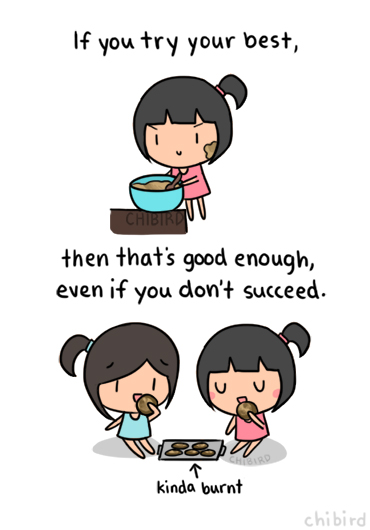 If you try your best,
CHIBIRD
then that's good enough,
even if you don't succeed.
CHIBIRD
kinda burnt
chibird